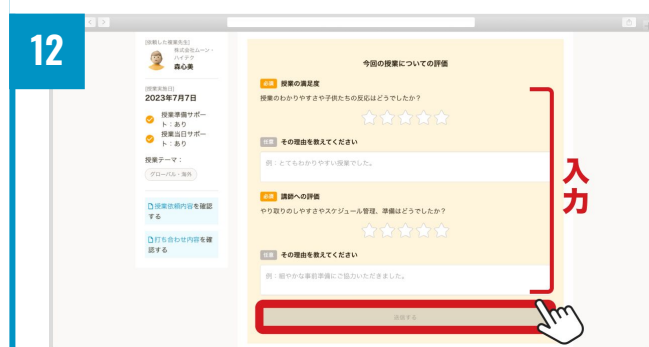 12
[依頼した授業先生]
株式会社ムーン・
ハイテク
森心美
[授業実施日]
2023年7月7日
授業準備サポー
ト：あり
授業当日サポー
ト：あり
授業テーマ：
グローバル・海外
授業依頼内容を確認
する
打ち合わせ内容を確
認する
今回の授業についての評価
必須 授業の満足度
授業のわかりやすさや子供たちの反応はどうでしたか？
任意 その理由を教えてください
例：とてもわかりやすい授業でした。
必須 講師への評価
やり取りのしやすさやスケジュール管理、準備はどうでしたか？
任意 その理由を教えてください
例：細やかな事前準備にご協力いただきました。
送信する
入力